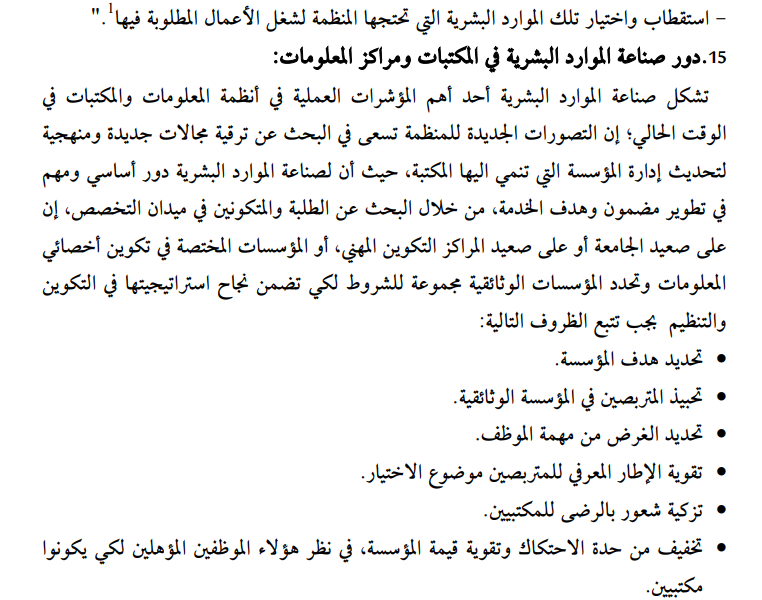 – استقطاب واختيار تلك الموارد البشرية التي تحتجها المنظمة لشغل الأعمال المطلوبة فيها1."
15.دور صناعة الموارد البشرية في المكتبات ومراكز المعلومات:
تشكل صناعة الموارد البشرية أحد أهم المؤشرات العملية في أنظمة المعلومات والمكتبات في
الوقت الحالي؛ إن التصورات الجديدة للمنظمة تسعى في البحث عن ترقية مجالات جديدة ومنهجية
لتحديث إدارة المؤسسة التي تنمي اليها المكتبة، حيث أن لصناعة الموارد البشرية دور أساسي ومهم
في تطوير مضمون وهدف الخدمة، من خلال البحث عن الطلبة والمتكونين في ميدان التخصص، إن
على صعيد الجامعة أو على صعيد المراكز التكوين المهني، أو المؤسسات المختصة في تكوين أخصائي
المعلومات وتحدد المؤسسات الوثائقية مجموعة للشروط لكي تضمن نجاح استراتيجيتها في التكوين
والتنظيم يجب تتبع الظروف التالية:
• تحديد هدف المؤسسة.
• تحبيذ المتربصين في المؤسسة الوثائقية.
• تحديد الغرض من مهمة الموظف.
• تقوية الإطار المعرفي للمتربصين موضوع الاختيار.
• تزكية شعور بالرضى للمكتبيين.
• تخفيف من حدة الاحتكاك وتقوية قيمة المؤسسة، في نظر هؤلاء الموظفين المؤهلين لكي يكونوا
مكتبيين.